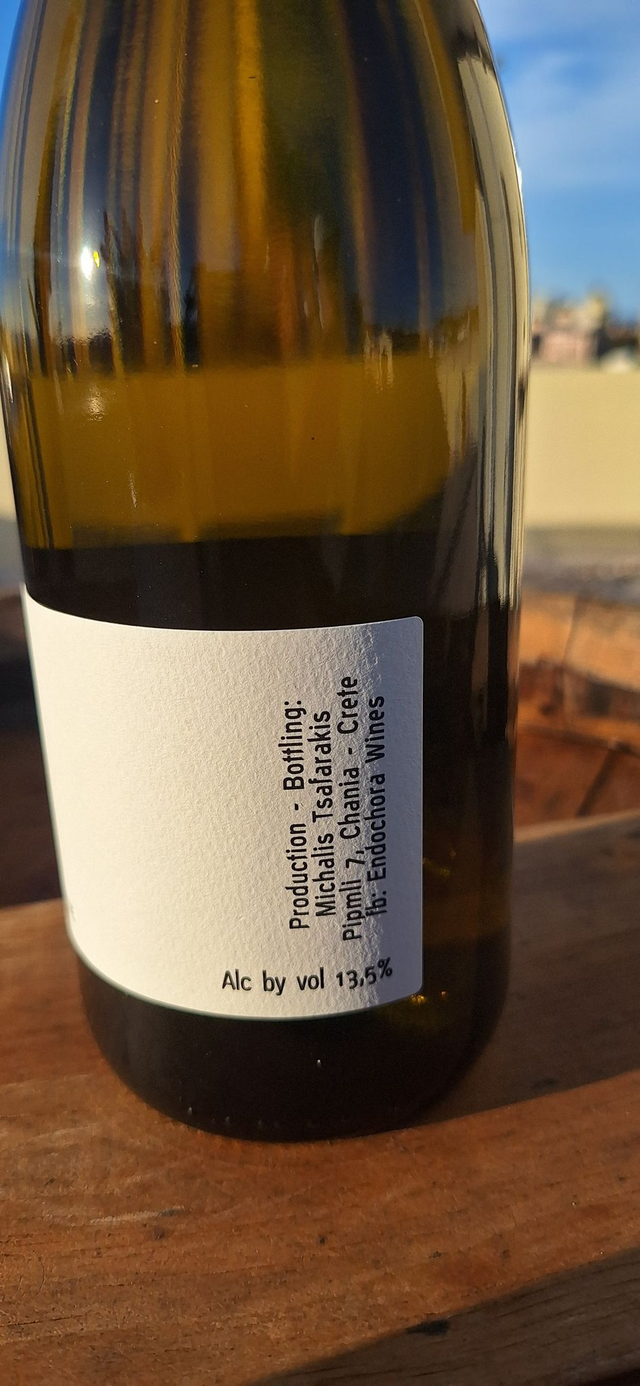 Production - Bottling:
Michalis Tsafarakis
Pipmli 7, Chania - Crete
fb: Endochora Wines
Alc by vol 13,5%